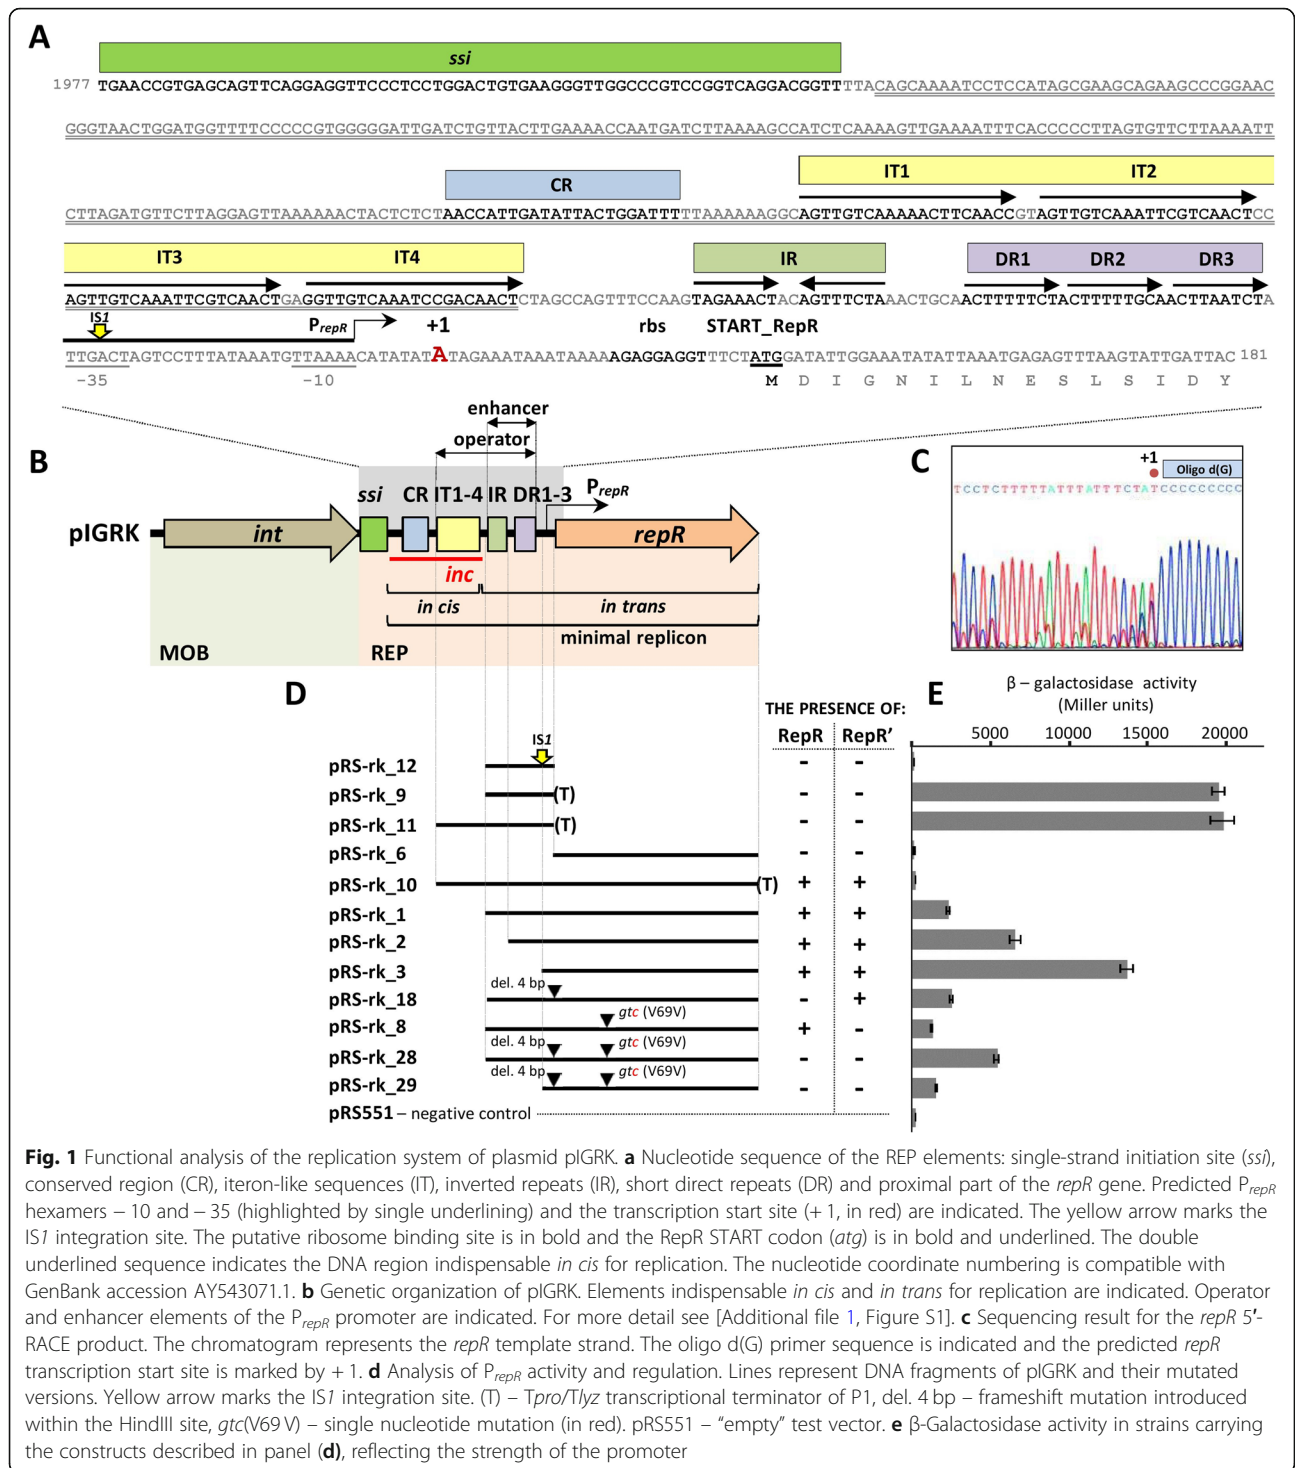 A
ssi
1977 TGAACCGTGAGCAGTTCAGGAGGTTCCCTCCTGGACTGTGAAGGGTTGGCCCGTCCGGTCAGGACGGTTTTACAGCAAAATCCTCCATAGCGAAGCAGAAGCCCGGAAC
GGGTAACTGGATGGTTTTCCCCCGTGGGGGATTGATCTGTTACTTGAAAACCAATGATCTTAAAAGCCATCTCAAAAGTTGAAAATTTCACCCCCTTAGTGTTCTTAAAATT
CR IT1 IT2
CTTAGATGTTCTTAGGAGTTAAAAAACTACTCTCTAACCATTGATATTACTGGATTTTTAAAAAAGGCAGTTGTCAAAAACTTCAACCGTAGTTGTCAAATTCGTCAACTCC
IT3 IT4 IR DR1 DR2 DR3
AGTTGTCAAATTCGTCAACTGAGGTTGTCAAATCCGACAACTCTAGCCAGTTTCCAAGTAGAAACTACAGTTTCTAAACTGCAACTTTTTCTACTTTTTGCAACTTAATCTA
IS1 PrepR +1 rbs START_RepR
TTGACTAGTCCTTTATAAATGTTAAAACATATATATAGAAATAAATAAAAAGAGGAGGTTTCTATGGATATTGGAAATATATTAAATGAGAGTTTAAGTATTGATTAC 181
-35 -10 M D I G N I L N E S L S I D Y
B
enhancer
operator
ssi CR IT1-4 IR DR1-3 PrepR
pIGRK int repR
inc
in cis in trans
minimal replicon
MOB REP
C
+1 Oligo d(G)
TCCTCTTTTTATTTATTTCTATCCCCCCCCC
D
THE PRESENCE OF:
RepR RepR’
IS1
pRS-rk_12 - -
pRS-rk_9 (T) - -
pRS-rk_11 (T) - -
pRS-rk_6 - -
pRS-rk_10 (T) + +
pRS-rk_1 + +
pRS-rk_2 + +
pRS-rk_3 + +
del. 4 bp
pRS-rk_18 - +
gtc (V69V)
pRS-rk_8 + -
del. 4 bp gtc (V69V)
pRS-rk_28 - -
del. 4 bp gtc (V69V)
pRS-rk_29 - -
pRS551 – negative control
E
β – galactosidase activity
(Miller units)
5000 10000 15000 20000
Fig. 1 Functional analysis of the replication system of plasmid pIGRK. a Nucleotide sequence of the REP elements: single-strand initiation site (ssi),
conserved region (CR), iteron-like sequences (IT), inverted repeats (IR), short direct repeats (DR) and proximal part of the repR gene. Predicted PrepR
hexamers − 10 and − 35 (highlighted by single underlining) and the transcription start site (+ 1, in red) are indicated. The yellow arrow marks the
IS1 integration site. The putative ribosome binding site is in bold and the RepR START codon (atg) is in bold and underlined. The double
underlined sequence indicates the DNA region indispensable in cis for replication. The nucleotide coordinate numbering is compatible with
GenBank accession AY543071.1. b Genetic organization of pIGRK. Elements indispensable in cis and in trans for replication are indicated. Operator
and enhancer elements of the PrepR promoter are indicated. For more detail see [Additional file 1, Figure S1]. c Sequencing result for the repR 5′-
RACE product. The chromatogram represents the repR template strand. The oligo d(G) primer sequence is indicated and the predicted repR
transcription start site is marked by + 1. d Analysis of PrepR activity and regulation. Lines represent DNA fragments of pIGRK and their mutated
versions. Yellow arrow marks the IS1 integration site. (T) – Tpro/Tlyz transcriptional terminator of P1, del. 4 bp – frameshift mutation introduced
within the HindIII site, gtc(V69 V) – single nucleotide mutation (in red). pRS551 – “empty” test vector. e β-Galactosidase activity in strains carrying
the constructs described in panel (d), reflecting the strength of the promoter